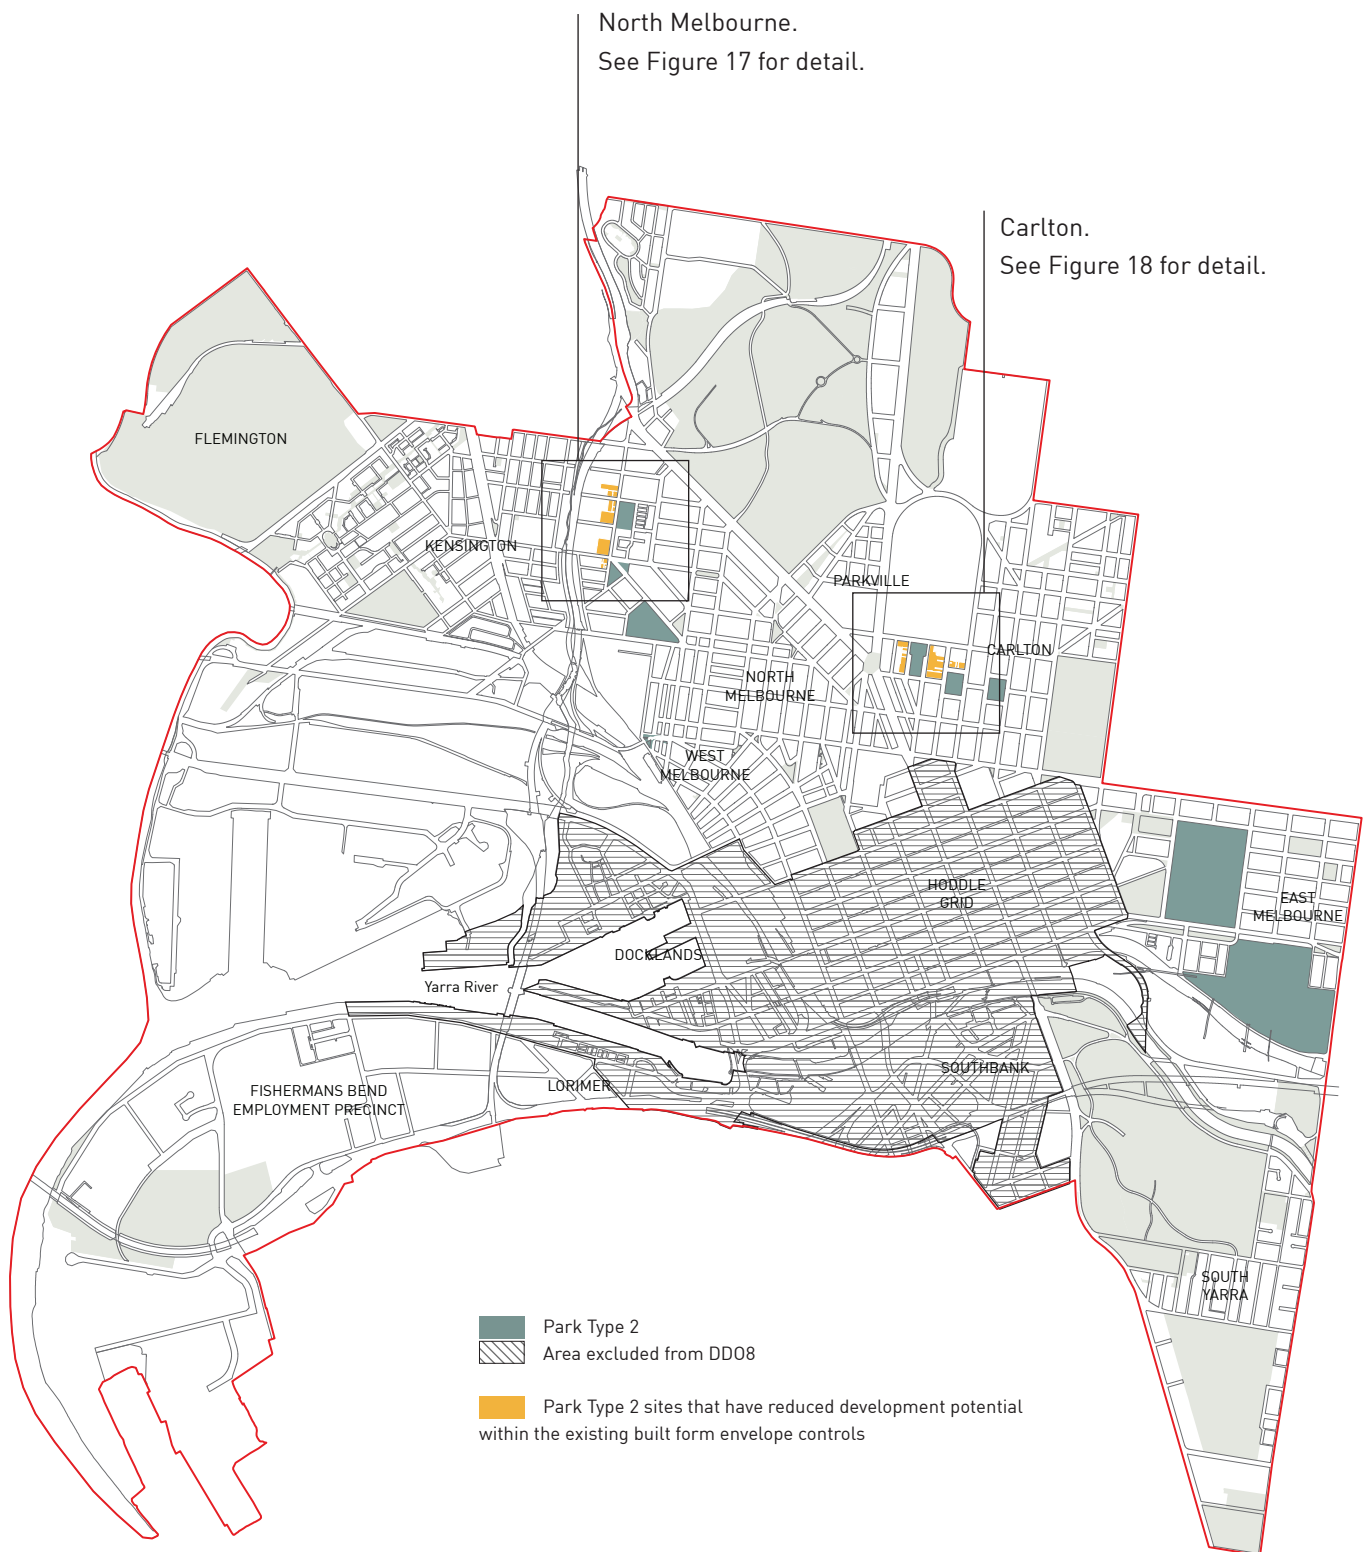 North Melbourne.
See Figure 17 for detail.
Carlton.
See Figure 18 for detail.
FLEMINGTON
KENSINGTON
PARKVILLE
CARLTON
NORTH
MELBOURNE
WEST
MELBOURNE
HODDLE
GRID
EAST
MELBOURNE
DOCKLANDS
Yarra River
SOUTHBANK
LORIMER
FISHERMANS BEND
EMPLOYMENT PRECINCT
SOUTH
YARRA
Park Type 2
Area excluded from DDO8
Park Type 2 sites that have reduced development potential
within the existing built form envelope controls